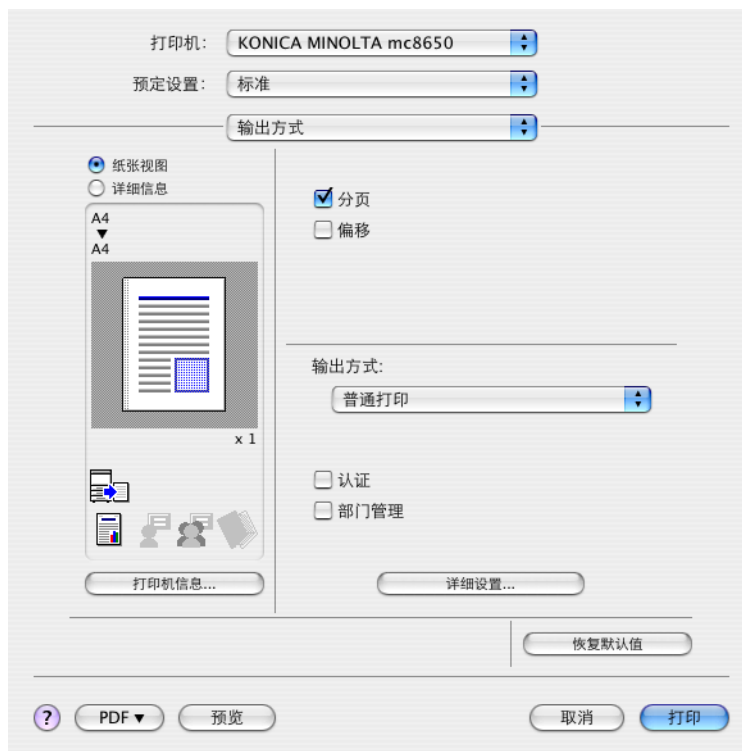 打印机: KONICA MINOLTA mc8650
预定设置: 标准
输出方式
纸张视图
详细信息
A4
A4
x 1
打印机信息...
分页
偏移
输出方式:
普通打印
认证
部门管理
详细设置...
恢复默认值
? PDF▼ 预览 取消 打印